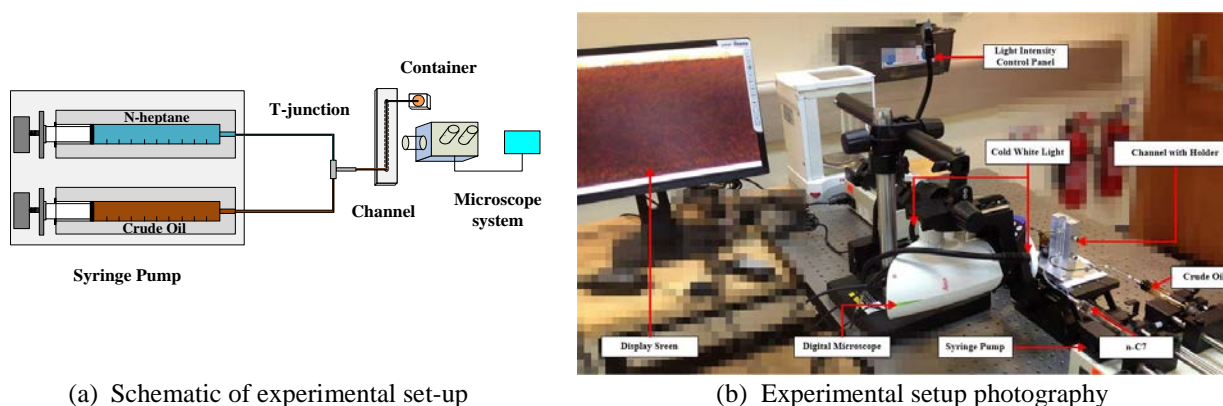 N-heptane
Crude Oil
Syringe Pump
T-junction
Channel
Container
Microscope
system
(a) Schematic of experimental set-up
Light Intensity
Control Panel
Cold White Light
Channel with Holder
Crude Oil
Display Sreen
Digital Microscope
Syringe Pump
n-C7
(b) Experimental setup photography